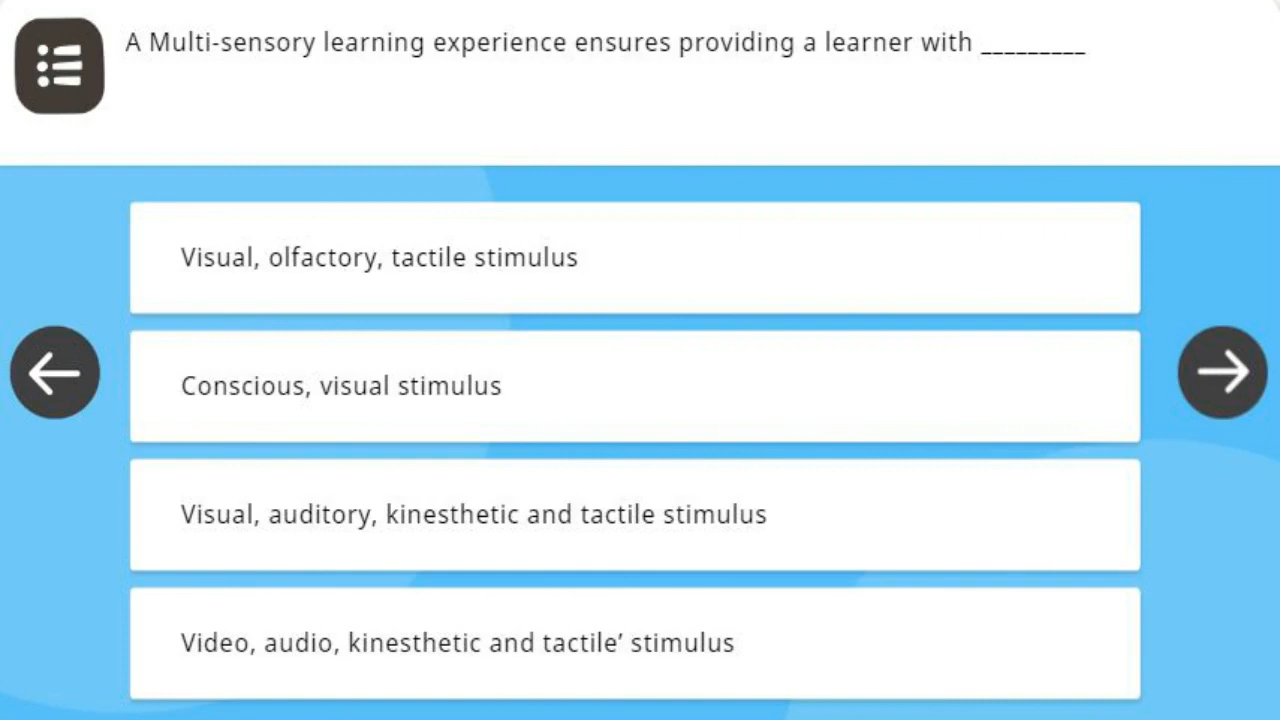 A Multi-sensory learning experience ensures providing a learner with _________
Visual, olfactory, tactile stimulus
Conscious, visual stimulus
Visual, auditory, kinesthetic and tactile stimulus
Video, audio, kinesthetic and tactile’ stimulus